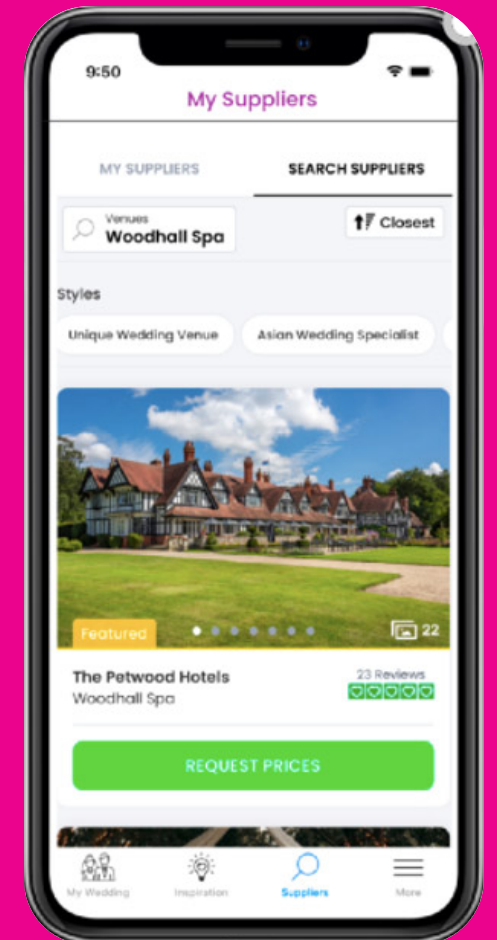 9:50
My Suppliers
MY SUPPLIERS
SEARCH SUPPLIERS
Venues
Woodhall Spa
Closest
Styles
Unique Wedding Venue
Asian Wedding Specialist
Featured
22
The Petwood Hotels
23 Reviews
Woodhall Spa
REQUEST PRICES
My Wedding
Inspiration
Suppliers
More